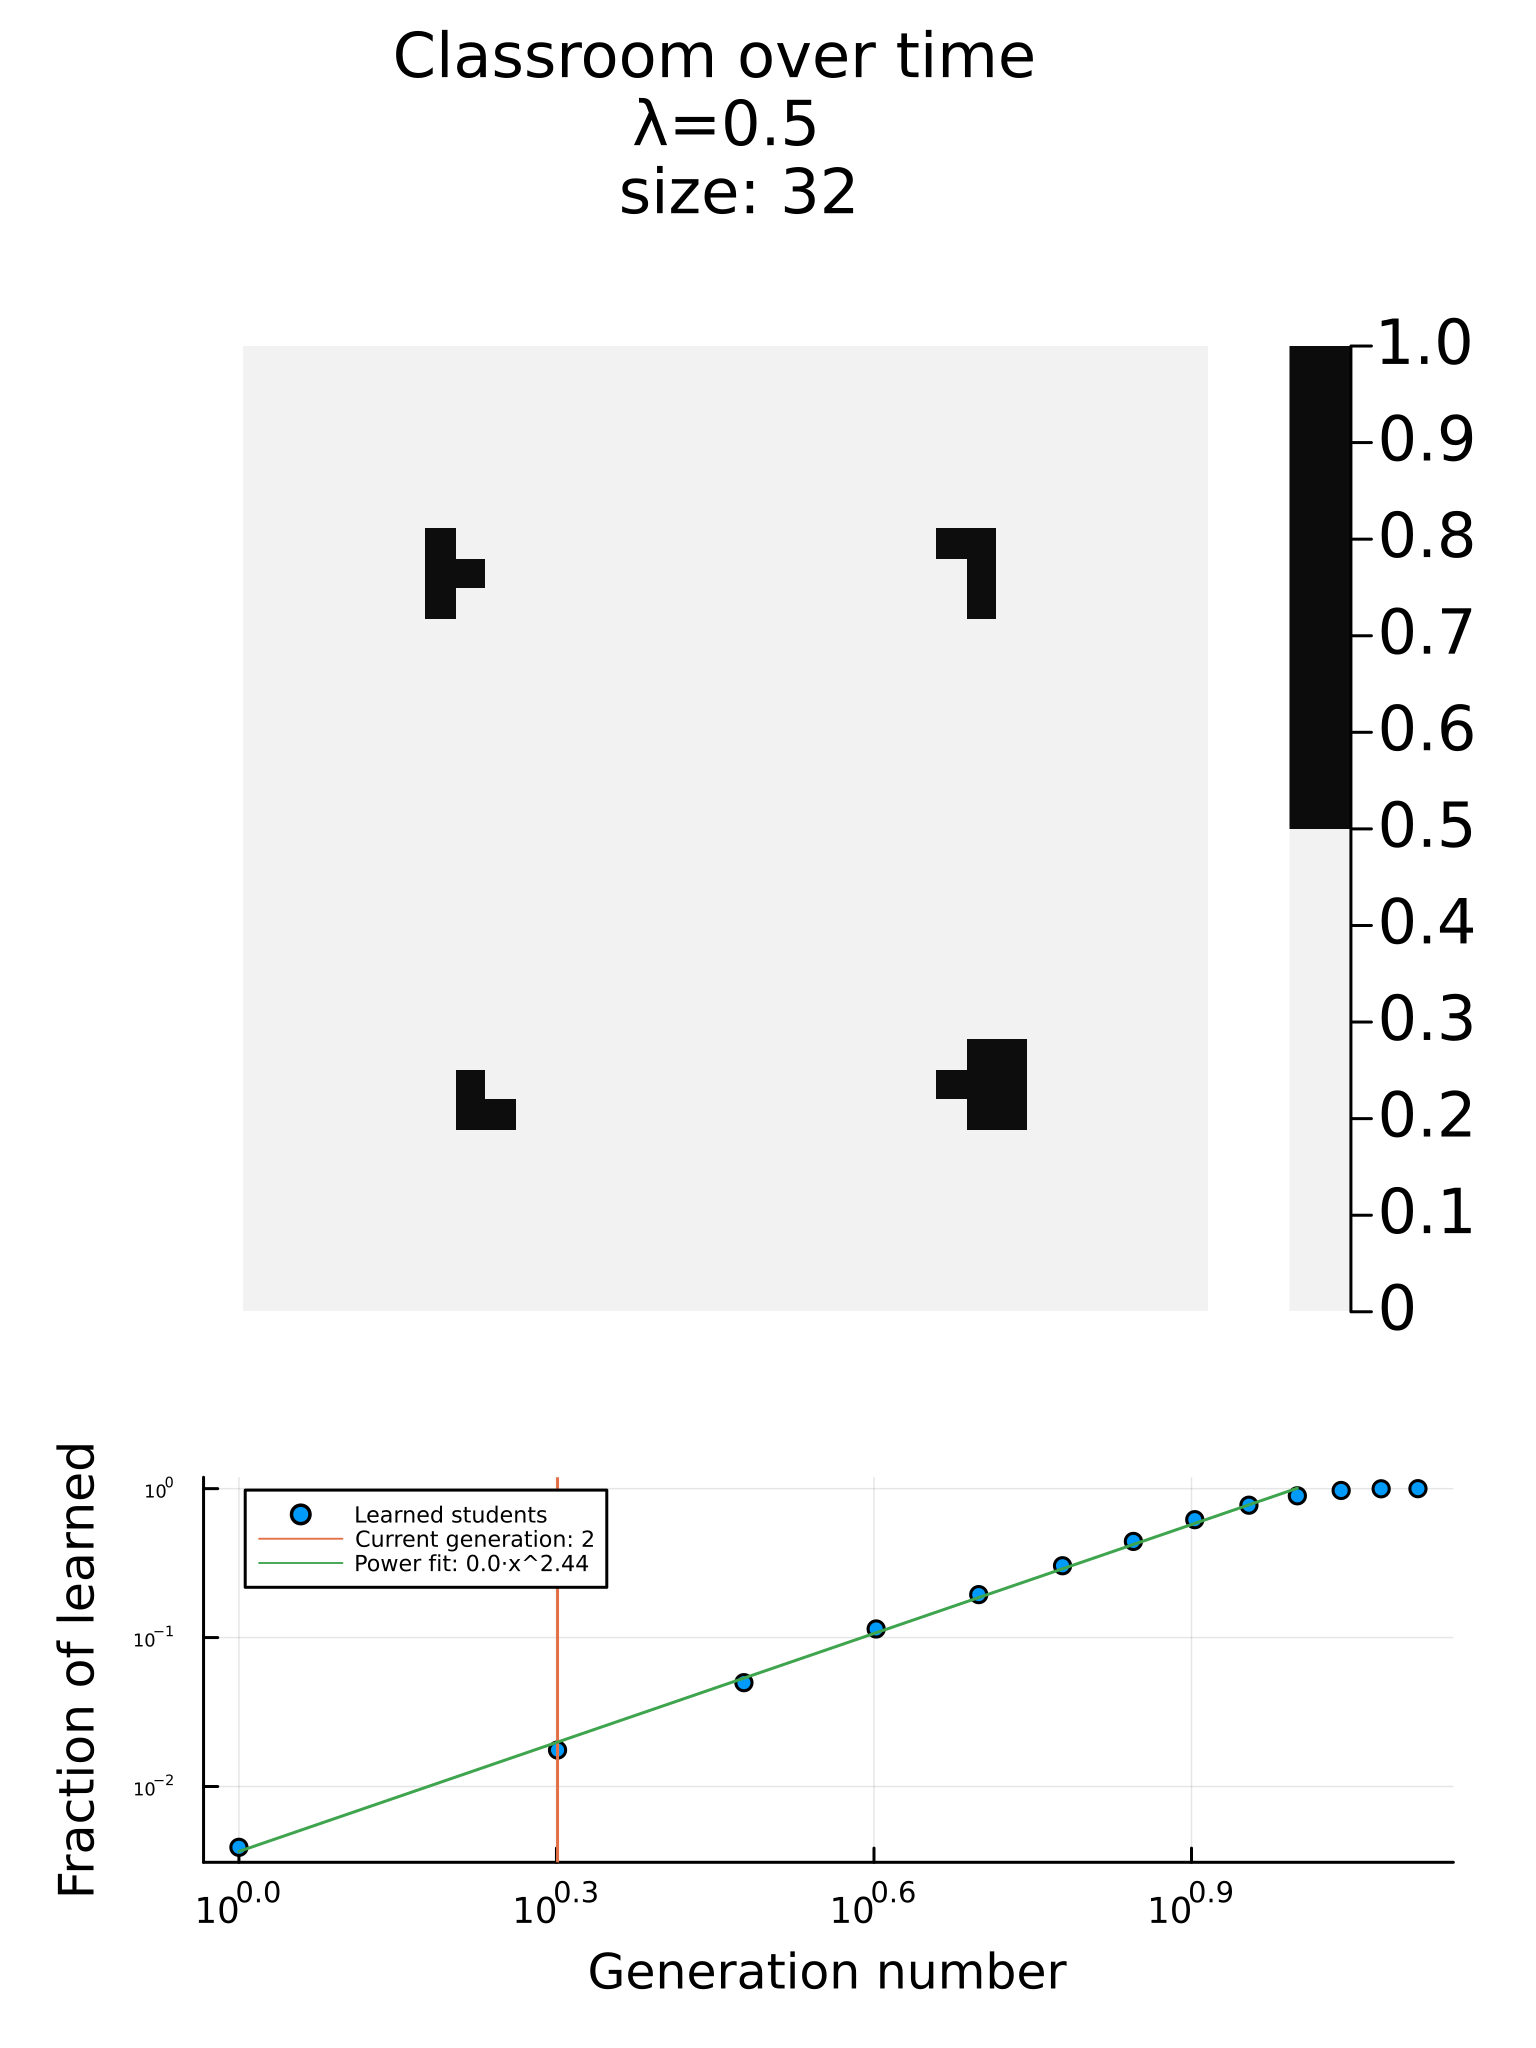 Classroom over time
λ=0.5
size: 32
1.0
0.9
0.8
0.7
0.6
0.5
0.4
0.3
0.2
0.1
0
Fraction of learned
10^0
10^-1
10^-2
Learned students
Current generation: 2
Power fit: 0.0·x^2.44
10^0.0 10^0.3 10^0.6 10^0.9
Generation number